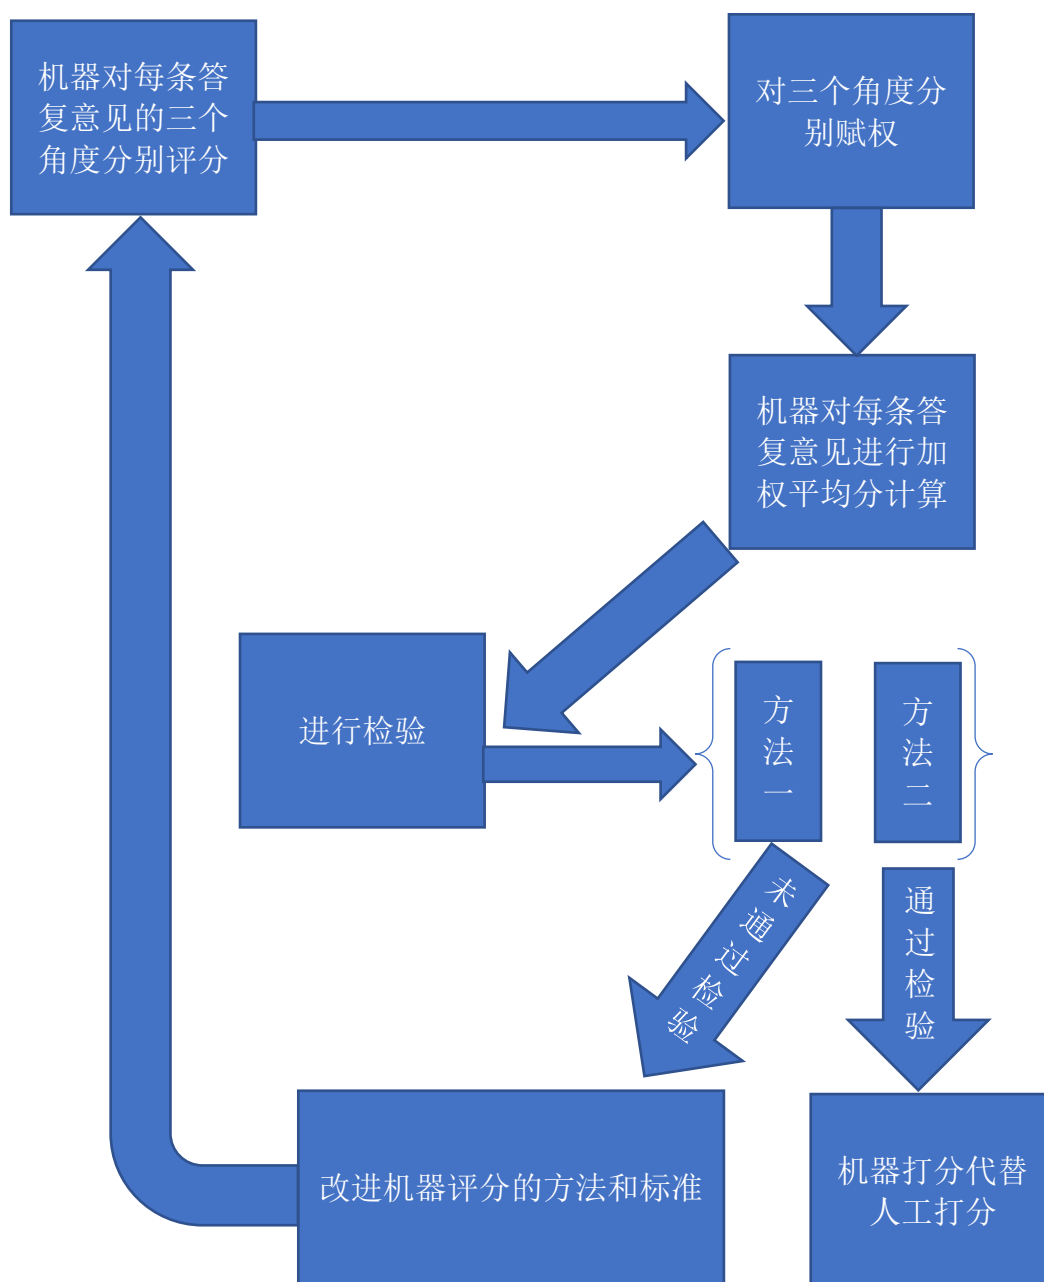 机器对每条答
复意见的三个
角度分别评分
对三个角度分
别赋权
机器对每条答
复意见进行加
权平均分计算
进行检验
方法一
方法二
未通过检验
通过检验
改进机器评分的方法和标准
机器打分代替
人工打分